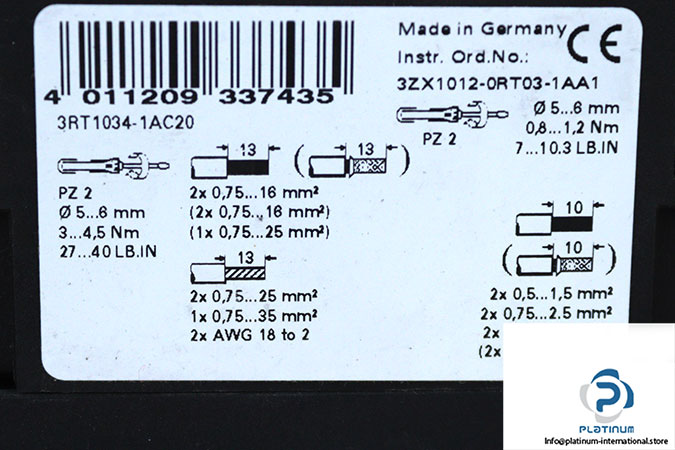 Made in Germany
Instr. Ord.No.:
CE
3ZX1012-0RT03-1AA1
4 011209 337435
3RT1034-1AC20
PZ 2
Ø 5...6 mm
0,8...1,2 Nm
7...10.3 LB.IN
13
13
PZ 2
Ø 5...6 mm
3...4,5 Nm
27...40 LB.IN
2x 0,75...16 mm²
(2x 0,75...16 mm²)
(1x 0,75...25 mm²)
13
2x 0,75...25 mm²
1x 0,75...35 mm²
2x AWG 18 to 2
10
10
2x 0,5...1,5 mm²
2x 0,75...2.5 mm²
2x
(2x
PLATINUM
Info@platinum-international.store